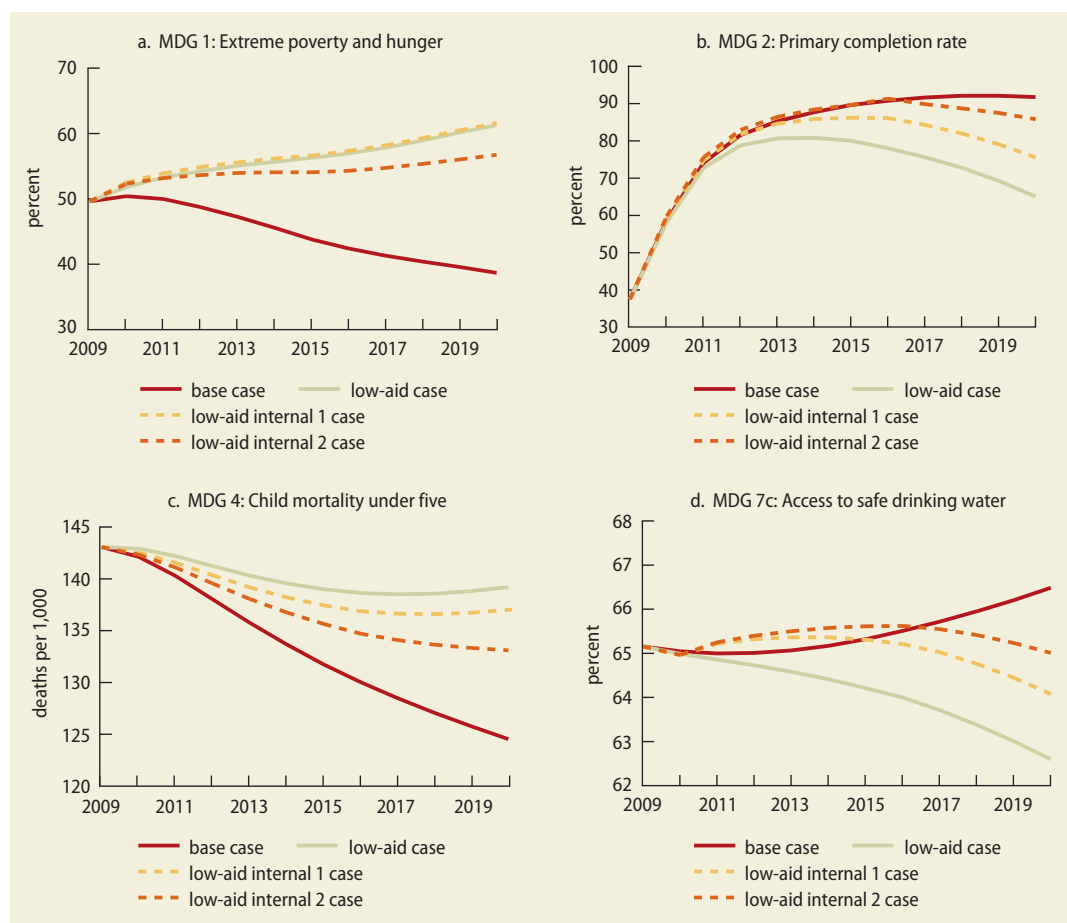 a. MDG 1: Extreme poverty and hunger
70
60
50
40
30
percent
2009 2011 2013 2015 2017 2019
base case low-aid case
low-aid internal 1 case
low-aid internal 2 case
b. MDG 2: Primary completion rate
100
90
80
70
60
50
40
30
percent
2009 2011 2013 2015 2017 2019
base case low-aid case
low-aid internal 1 case
low-aid internal 2 case
c. MDG 4: Child mortality under five
145
140
135
130
125
120
deaths per 1,000
2009 2011 2013 2015 2017 2019
base case low-aid case
low-aid internal 1 case
low-aid internal 2 case
d. MDG 7c: Access to safe drinking water
68
67
66
65
64
63
62
percent
2009 2011 2013 2015 2017 2019
base case low-aid case
low-aid internal 1 case
low-aid internal 2 case